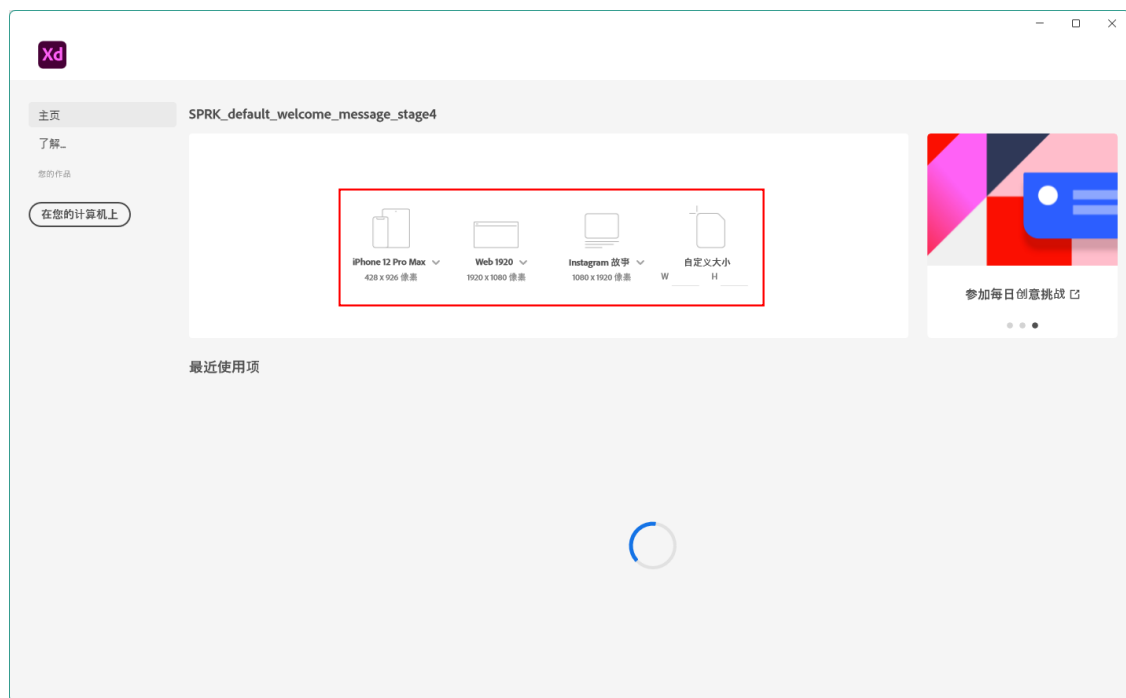 Xd
主页
SPRK_default_welcome_message_stage4
了解...
您的作品
在您的计算机上
iPhone 12 Pro Max
428 x 926 像素
Web 1920
1920 x 1080 像素
Instagram 故事
1080 x 1920 像素
自定义大小
W H
参加每日创意挑战
最近使用项